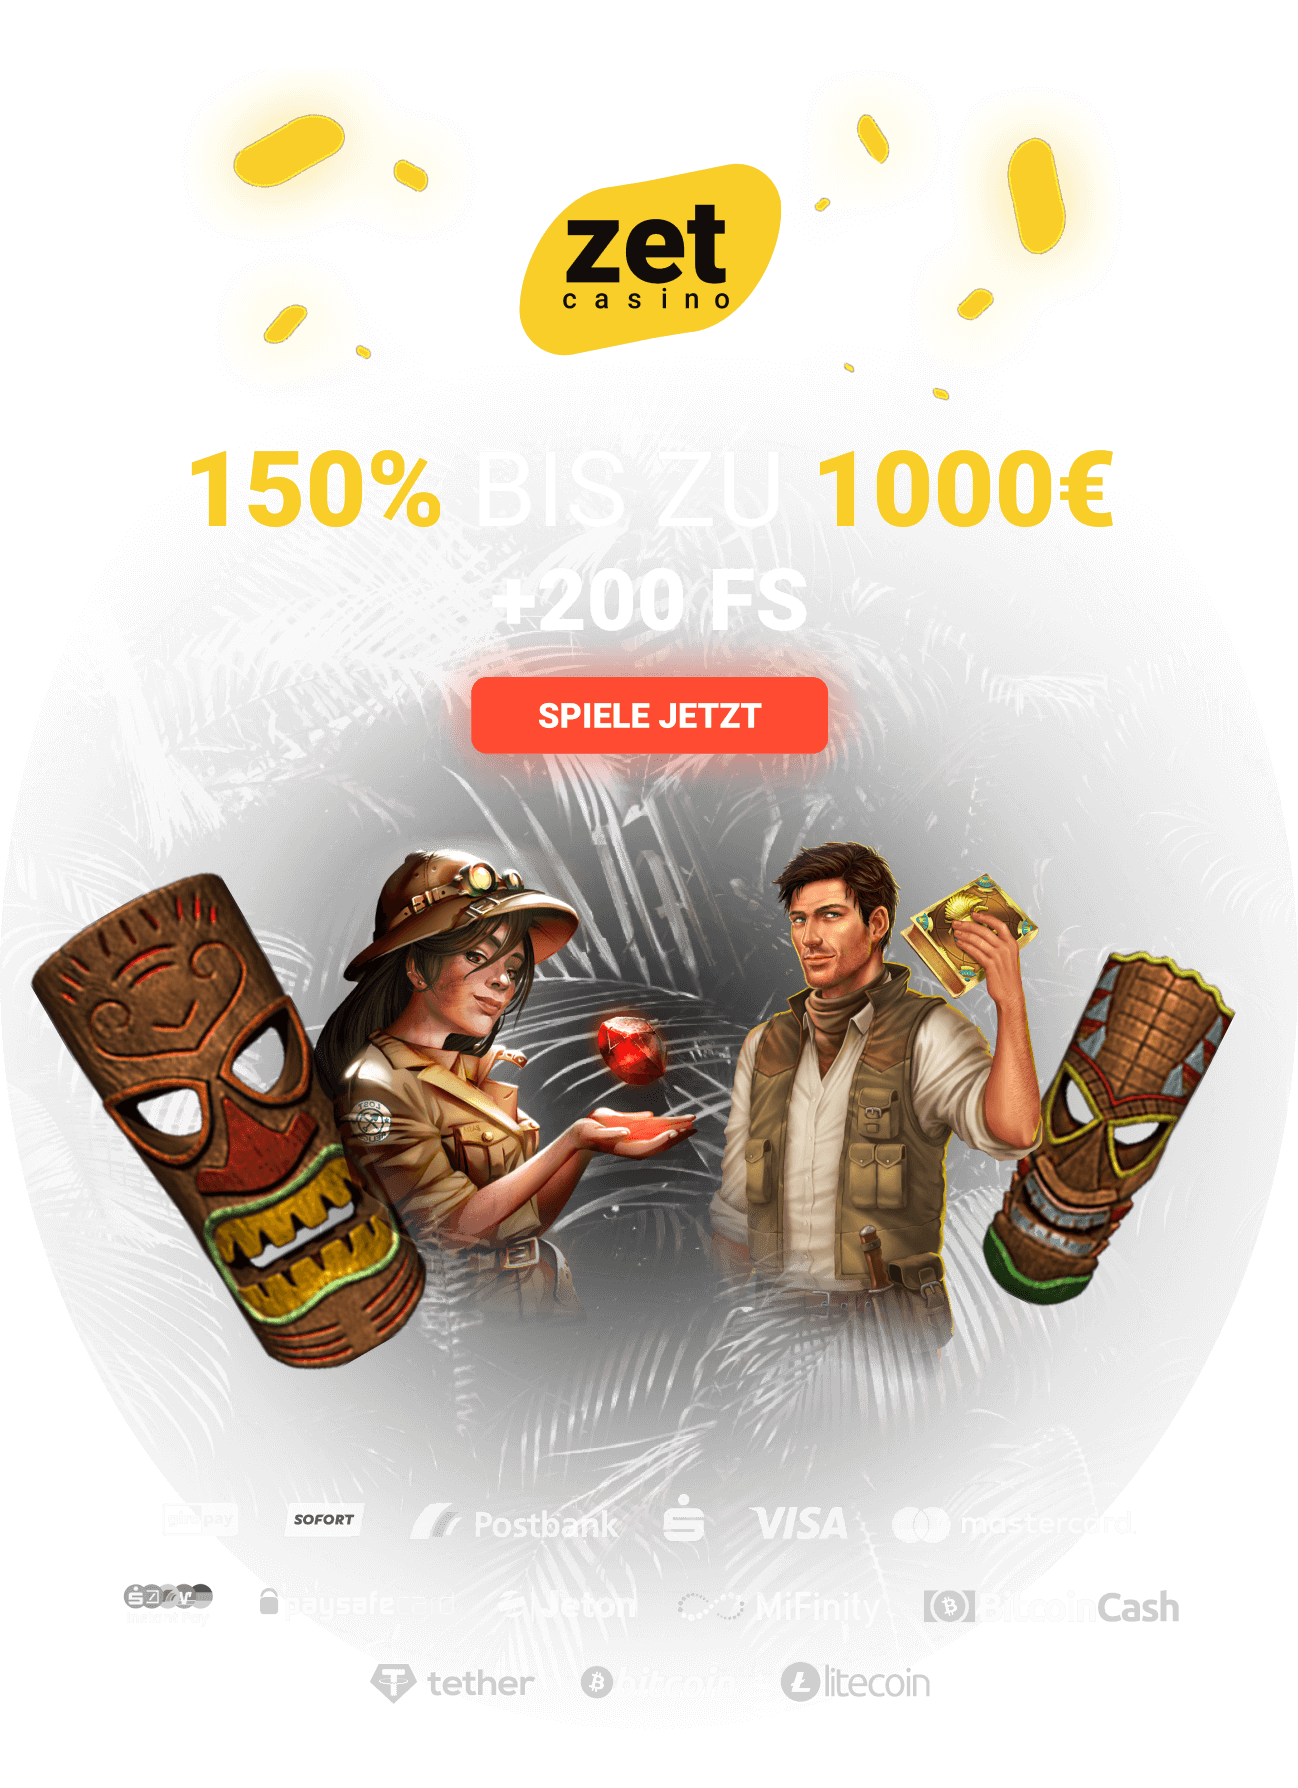 zet
casino
150% BIS ZU 1000€
+200 FS
SPIELE JETZT
giropay SOFORT Postbank VISA mastercard.
paysafecard Jeton MiFinity BitcoinCash
tether bitcoin litecoin